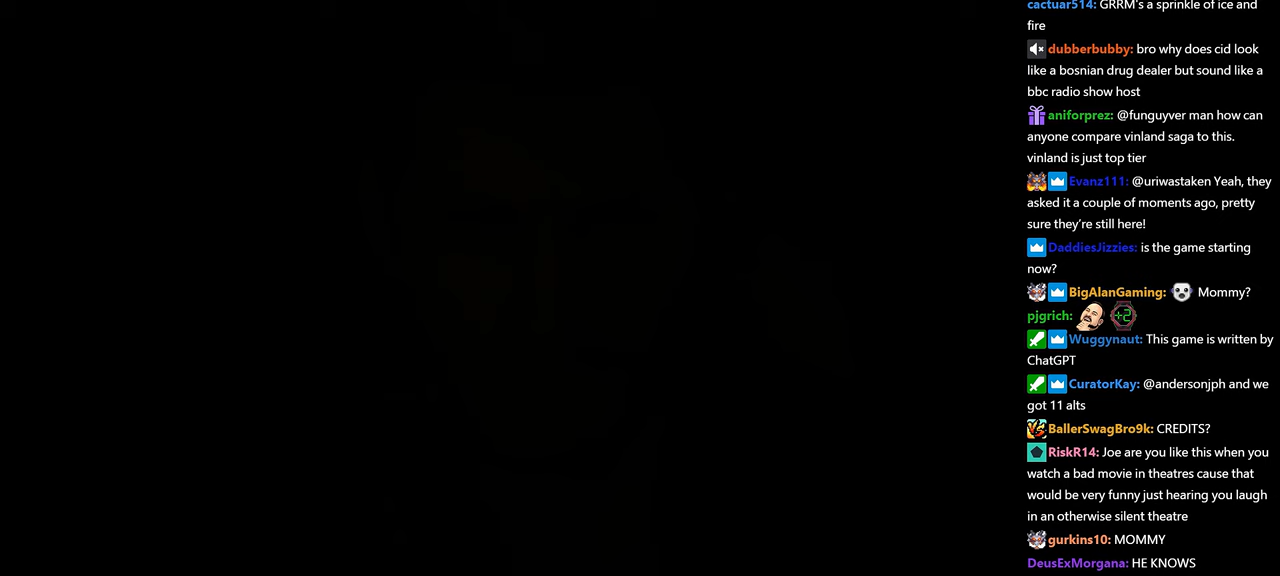 cactuar514: GRRM's a sprinkle of ice and
fire
dubberbubby: bro why does cid look
like a bosnian drug dealer but sound like a
bbc radio show host
aniforprez: @funguyver man how can
anyone compare vinland saga to this.
vinland is just top tier
Evanz111: @uriwastaken Yeah, they
asked it a couple of moments ago, pretty
sure they’re still here!
DaddiesJizzies: is the game starting
now?
BigAlanGaming: Mommy?
pjgrich: +2
Wuggynaut: This game is written by
ChatGPT
CuratorKay: @andersonjph and we
got 11 alts
BallerSwagBro9k: CREDITS?
RiskR14: Joe are you like this when you
watch a bad movie in theatres cause that
would be very funny just hearing you laugh
in an otherwise silent theatre
gurkins10: MOMMY
DeusExMorgana: HE KNOWS